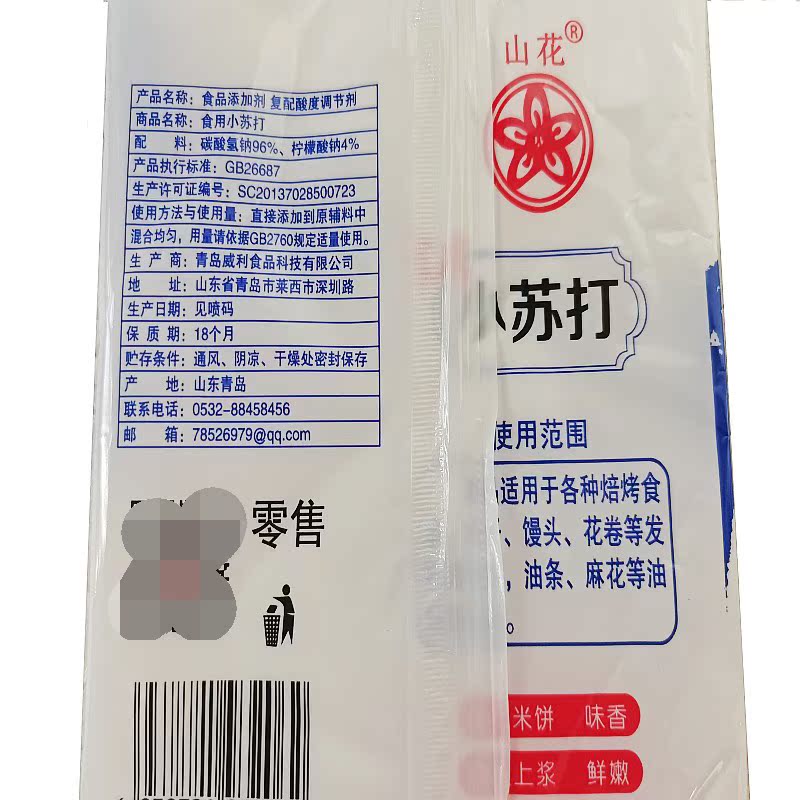 产品名称：食品添加剂 复配酸度调节剂
商品名称：食用小苏打
配 料：碳酸氢钠96%、柠檬酸钠4%
产品执行标准：GB26687
生产许可证编号：SC20137028500723
使用方法与使用量：直接添加到原辅料中
混合均匀，用量请依据GB2760规定适量使用。
生 产 商：青岛威利食品科技有限公司
地 址：山东省青岛市莱西市深圳路
生产日期：见喷码
保 质 期：18个月
贮存条件：通风、阴凉、干燥处密封保存
产 地：山东青岛
联系电话：0532-88458456
邮 箱：78526979@qq.com
零售
山花®
苏打
使用范围
适用于各种焙烤食
、馒头、花卷等发
，油条、麻花等油
。
米饼 味香
上浆 鲜嫩